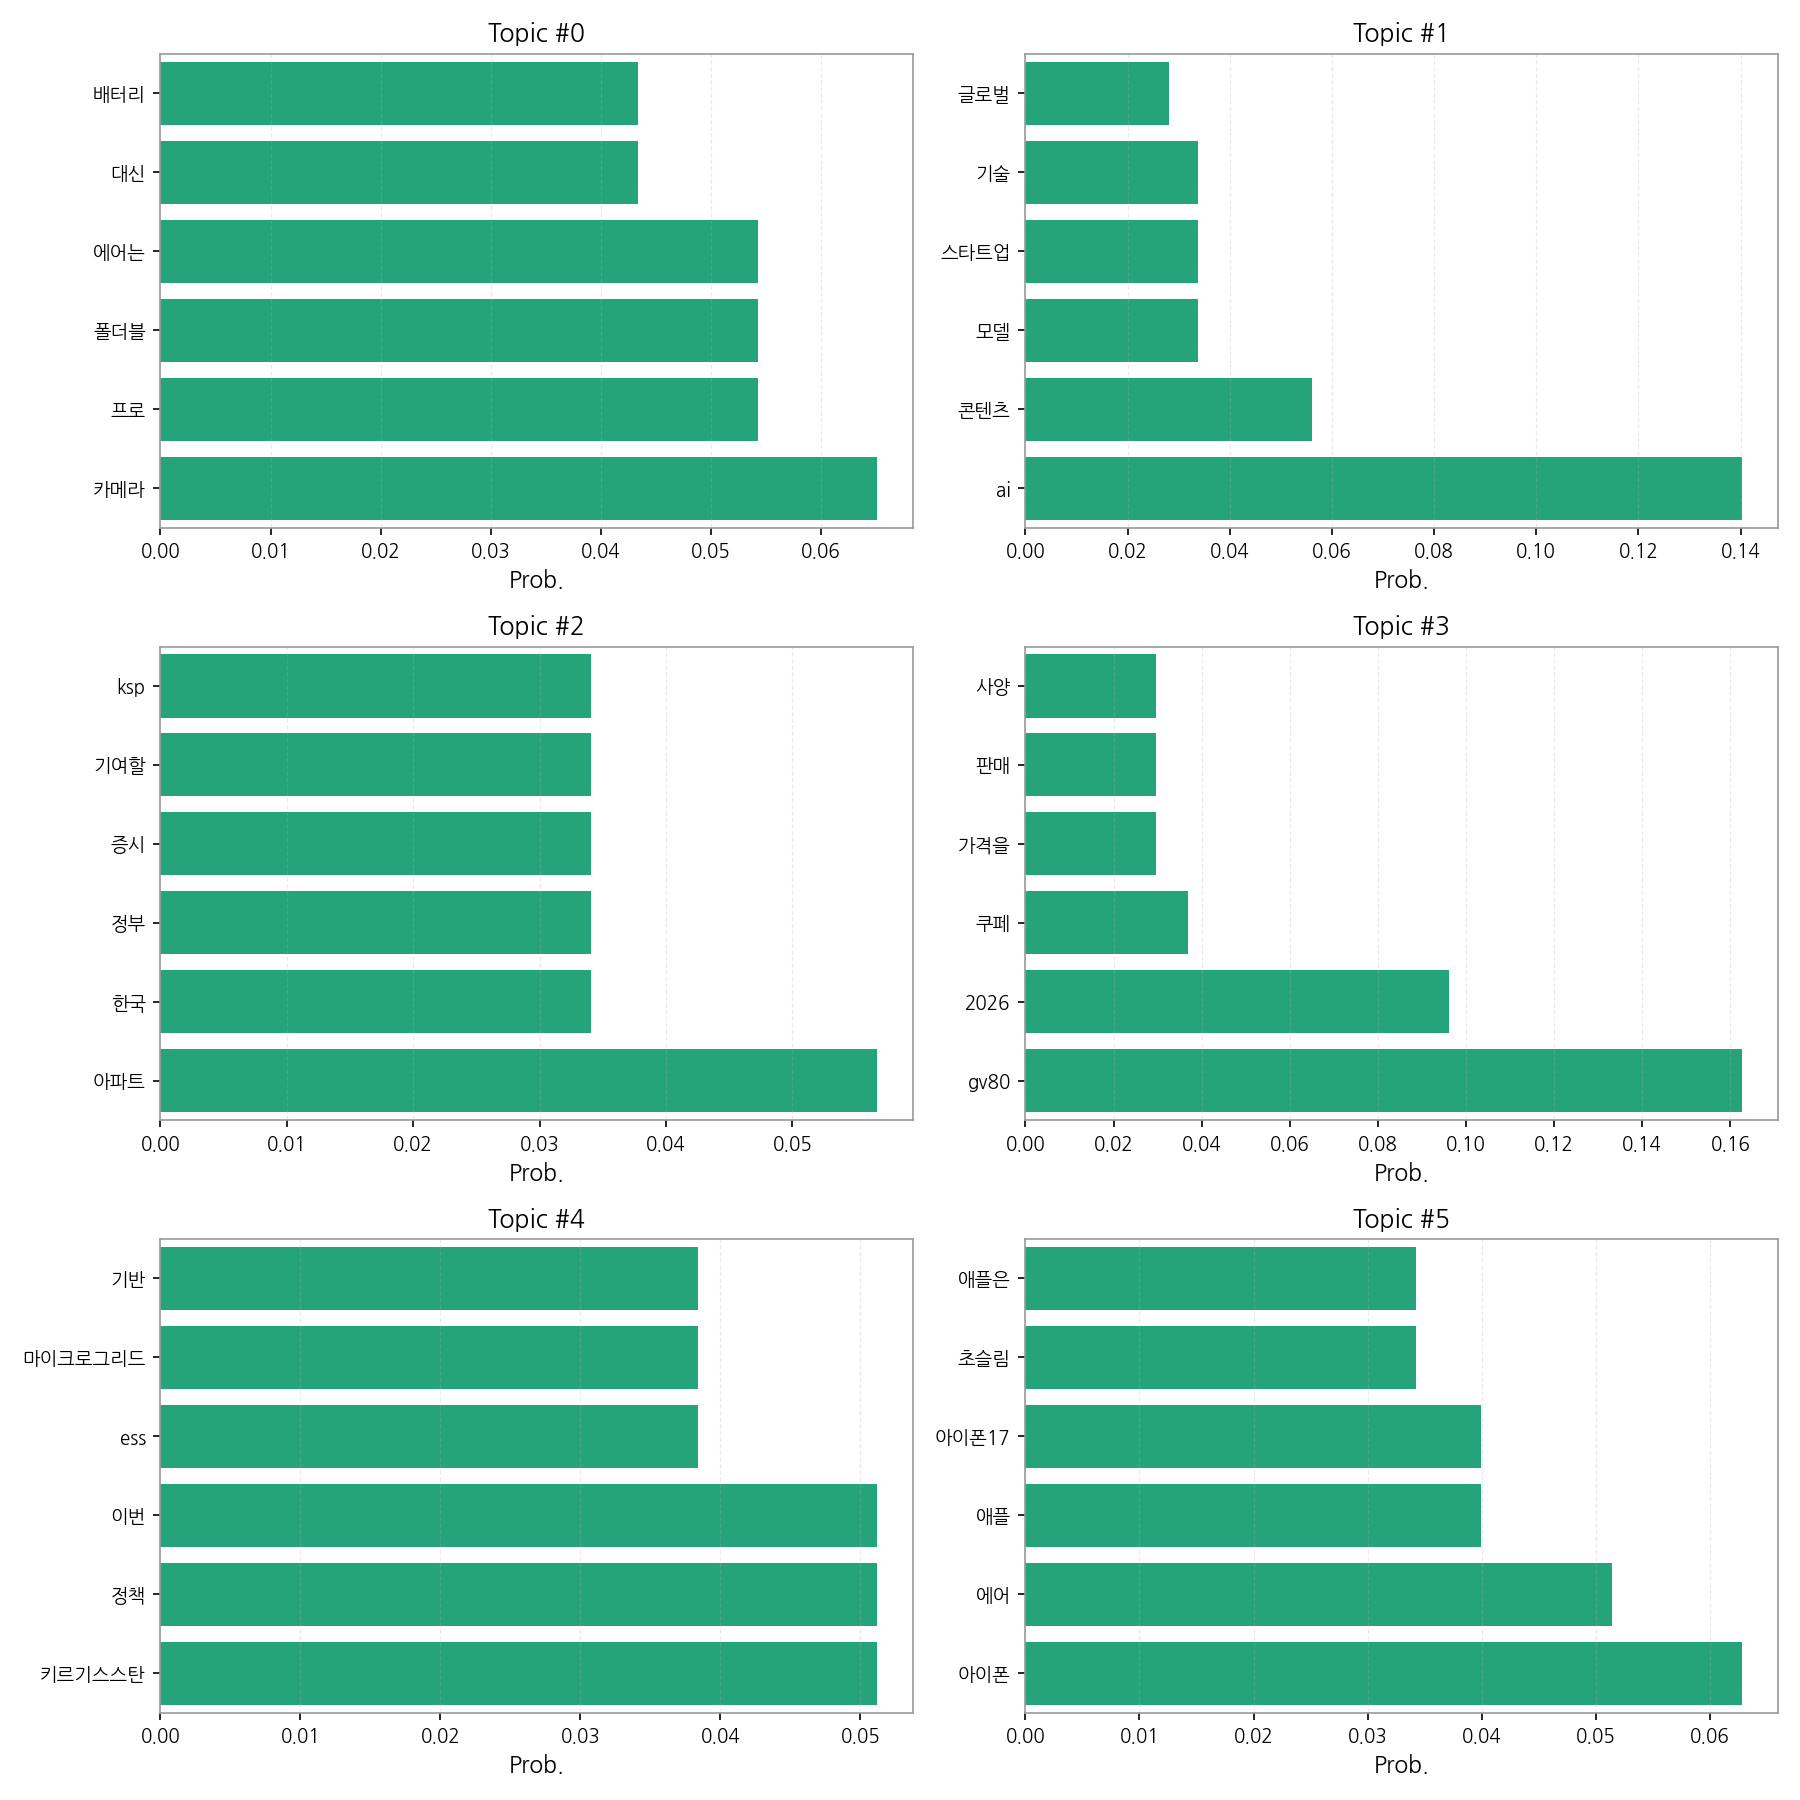 Topic #0
배터리
대신
에어는
폴더블
프로
카메라
0.00 0.01 0.02 0.03 0.04 0.05 0.06
Prob.
Topic #1
글로벌
기술
스타트업
모델
콘텐츠
ai
0.00 0.02 0.04 0.06 0.08 0.10 0.12 0.14
Prob.
Topic #2
ksp
기여할
증시
정부
한국
아파트
0.00 0.01 0.02 0.03 0.04 0.05
Prob.
Topic #3
사양
판매
가격을
쿠페
2026
gv80
0.00 0.02 0.04 0.06 0.08 0.10 0.12 0.14 0.16
Prob.
Topic #4
기반
마이크로그리드
ess
이번
정책
키르기스스탄
0.00 0.01 0.02 0.03 0.04 0.05
Prob.
Topic #5
애플은
초슬림
아이폰17
애플
에어
아이폰
0.00 0.01 0.02 0.03 0.04 0.05 0.06
Prob.